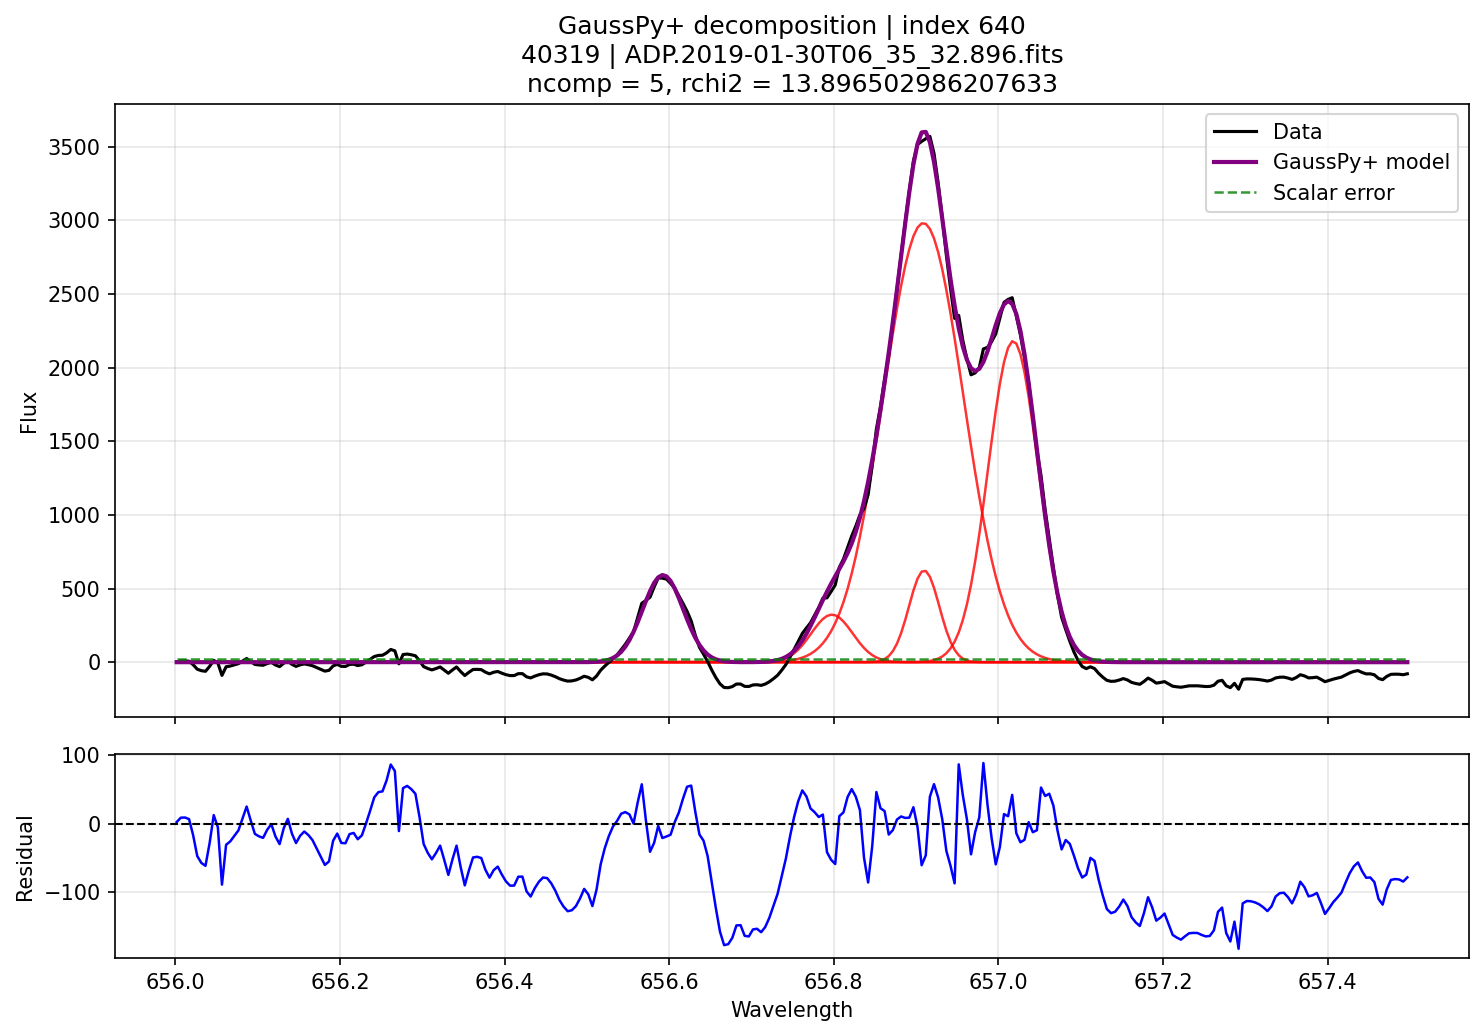 GaussPy+ decomposition | index 640
40319 | ADP.2019-01-30T06_35_32.896.fits
ncomp = 5, rchi2 = 13.896502986207633
Data
GaussPy+ model
Scalar error
Flux
3500
3000
2500
2000
1500
1000
500
0
Residual
100
0
−100
656.0 656.2 656.4 656.6 656.8 657.0 657.2 657.4
Wavelength